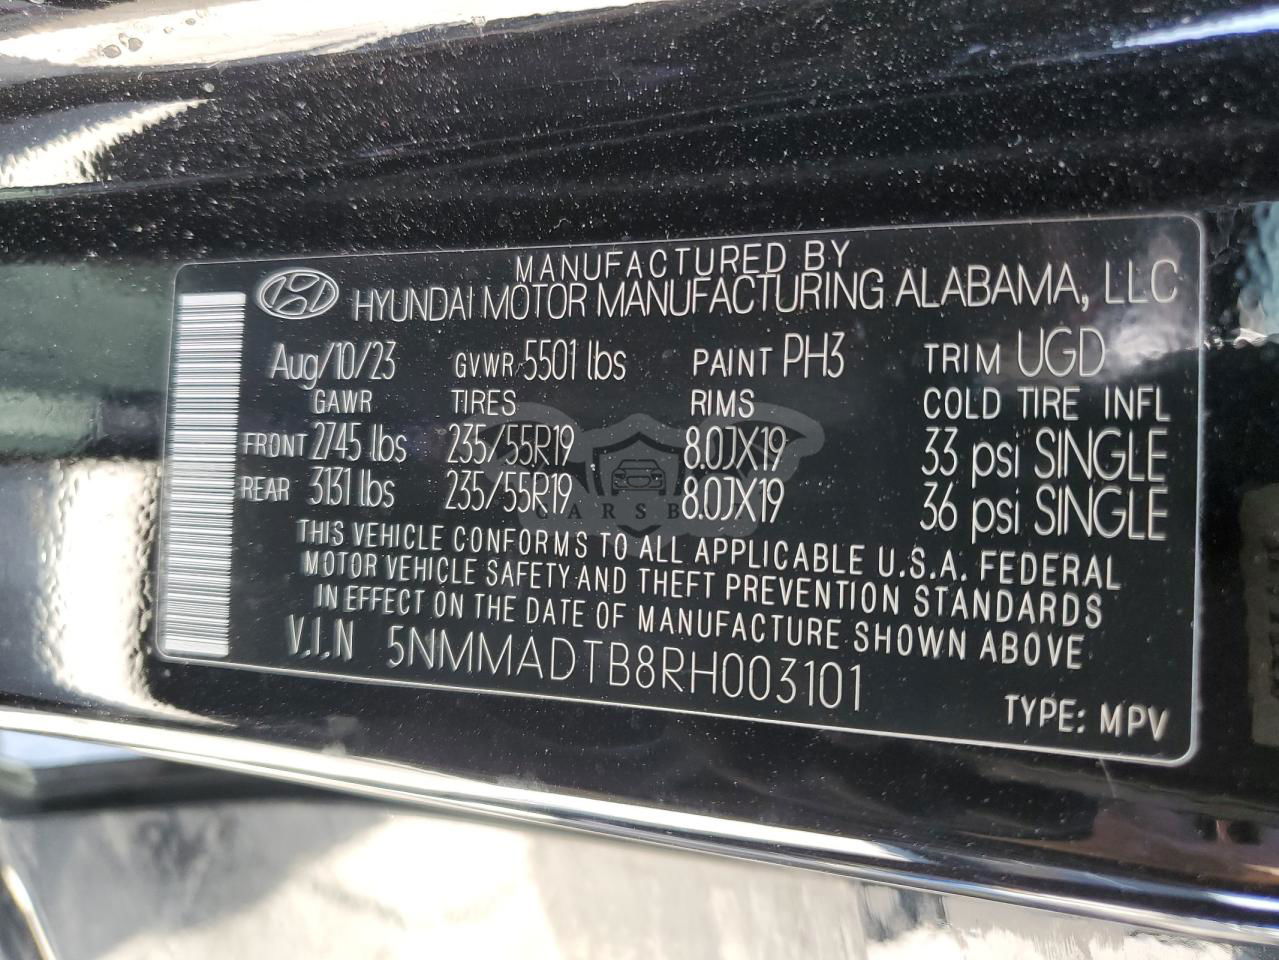 MANUFACTURED BY
HYUNDAI MOTOR MANUFACTURING ALABAMA, LLC
Aug/10/23 GVWR 5501 lbs PAINT PH3 TRIM UGD
GAWR TIRES RIMS COLD TIRE INFL
FRONT 2745 lbs 235/55R19 8.0JX19 33 psi SINGLE
REAR 3131 lbs 235/55R19 8.0JX19 36 psi SINGLE
THIS VEHICLE CONFORMS TO ALL APPLICABLE U.S.A. FEDERAL
MOTOR VEHICLE SAFETY AND THEFT PREVENTION STANDARDS
IN EFFECT ON THE DATE OF MANUFACTURE SHOWN ABOVE
V.I.N 5NMMADTB8RH003101
TYPE: MPV